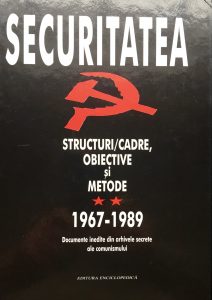 SECURITATEA
STRUCTURI/CADRE,
OBIECTIVE
și
METODE
★ ★
1967-1989
Documente inedite din arhivele secrete
ale comunismului
EDITURA ENCICLOPEDICĂ